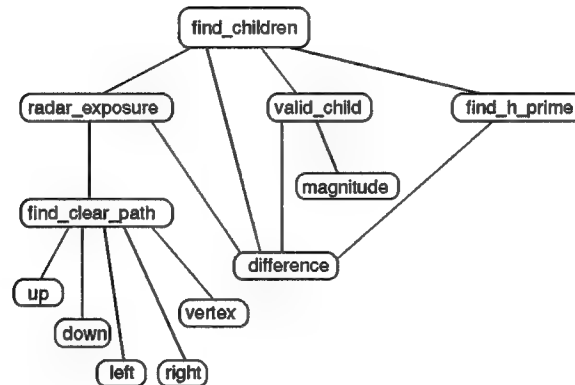 find_children
radar_exposure
valid_child
find_h_prime
magnitude
find_clear_path
difference
up
vertex
down
left
right